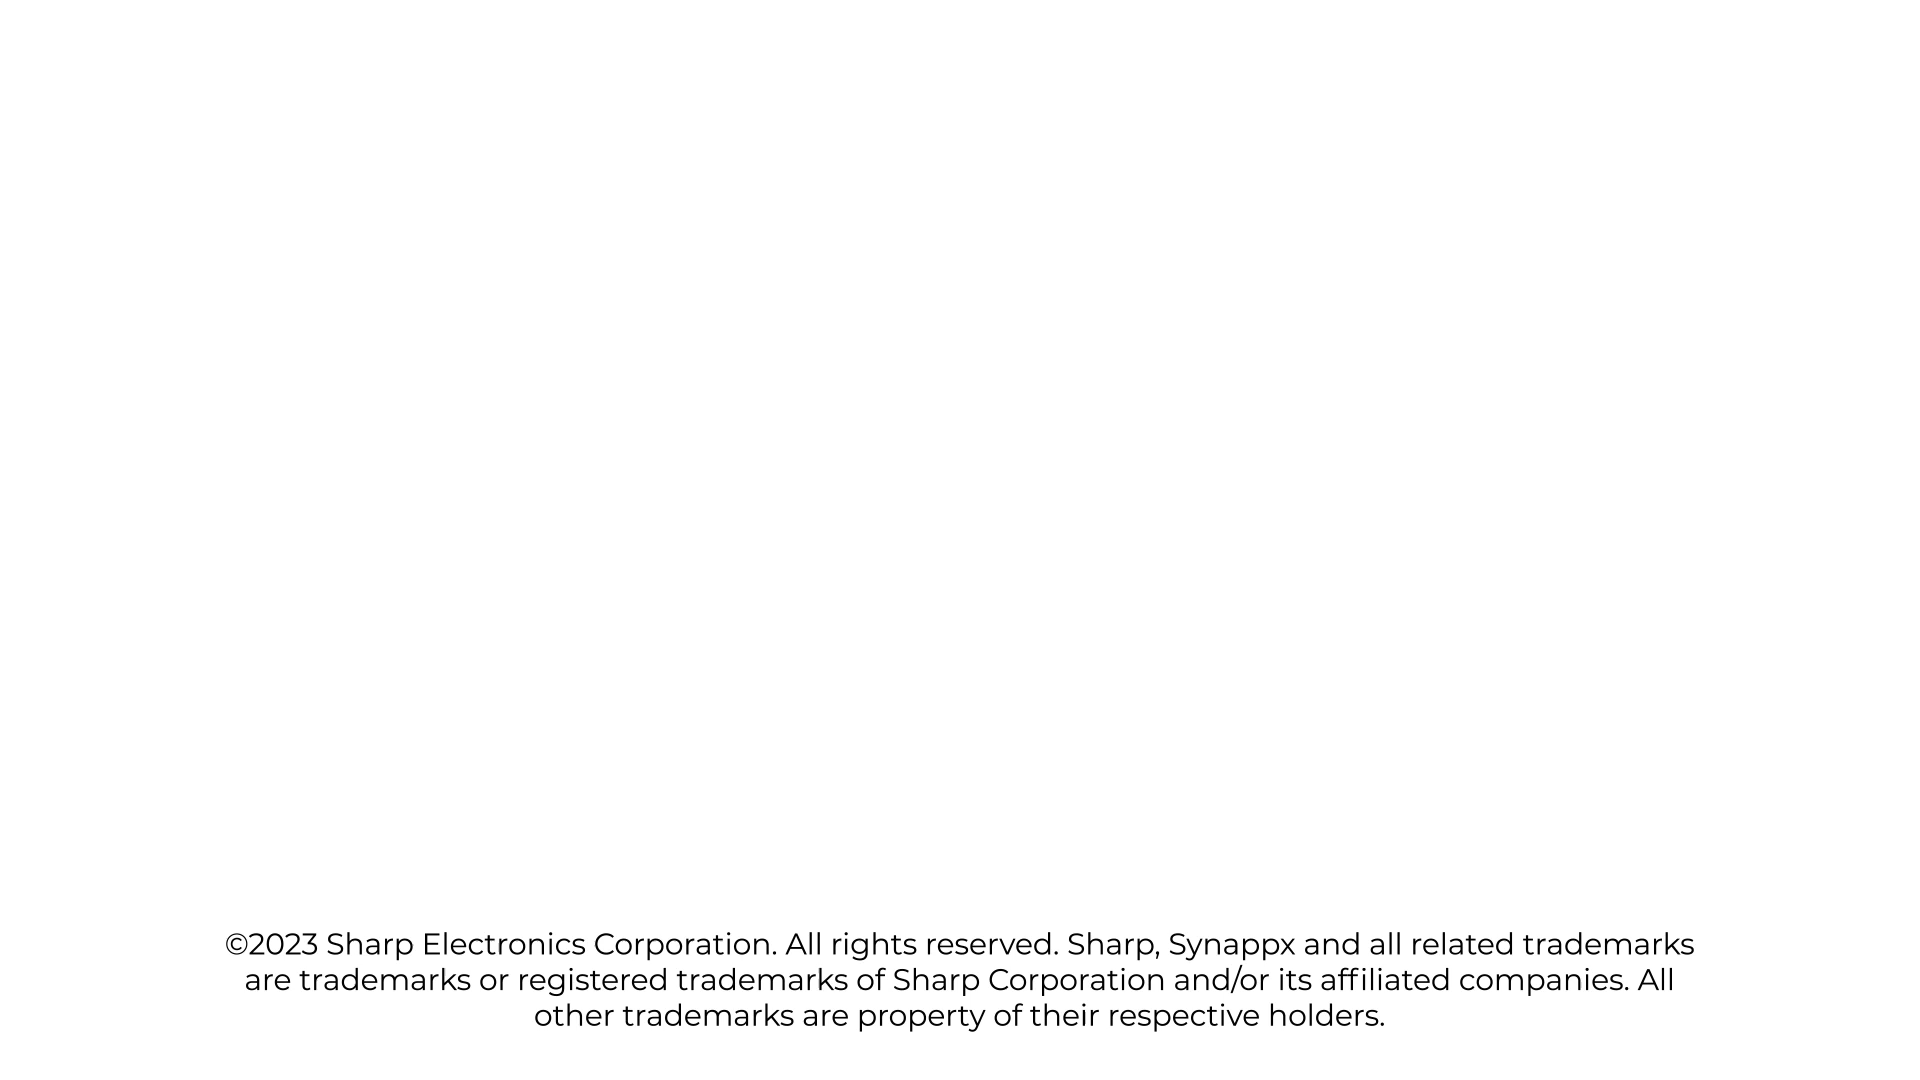 ©2023 Sharp Electronics Corporation. All rights reserved. Sharp, Synappx and all related trademarks
are trademarks or registered trademarks of Sharp Corporation and/or its affiliated companies. All
other trademarks are property of their respective holders.